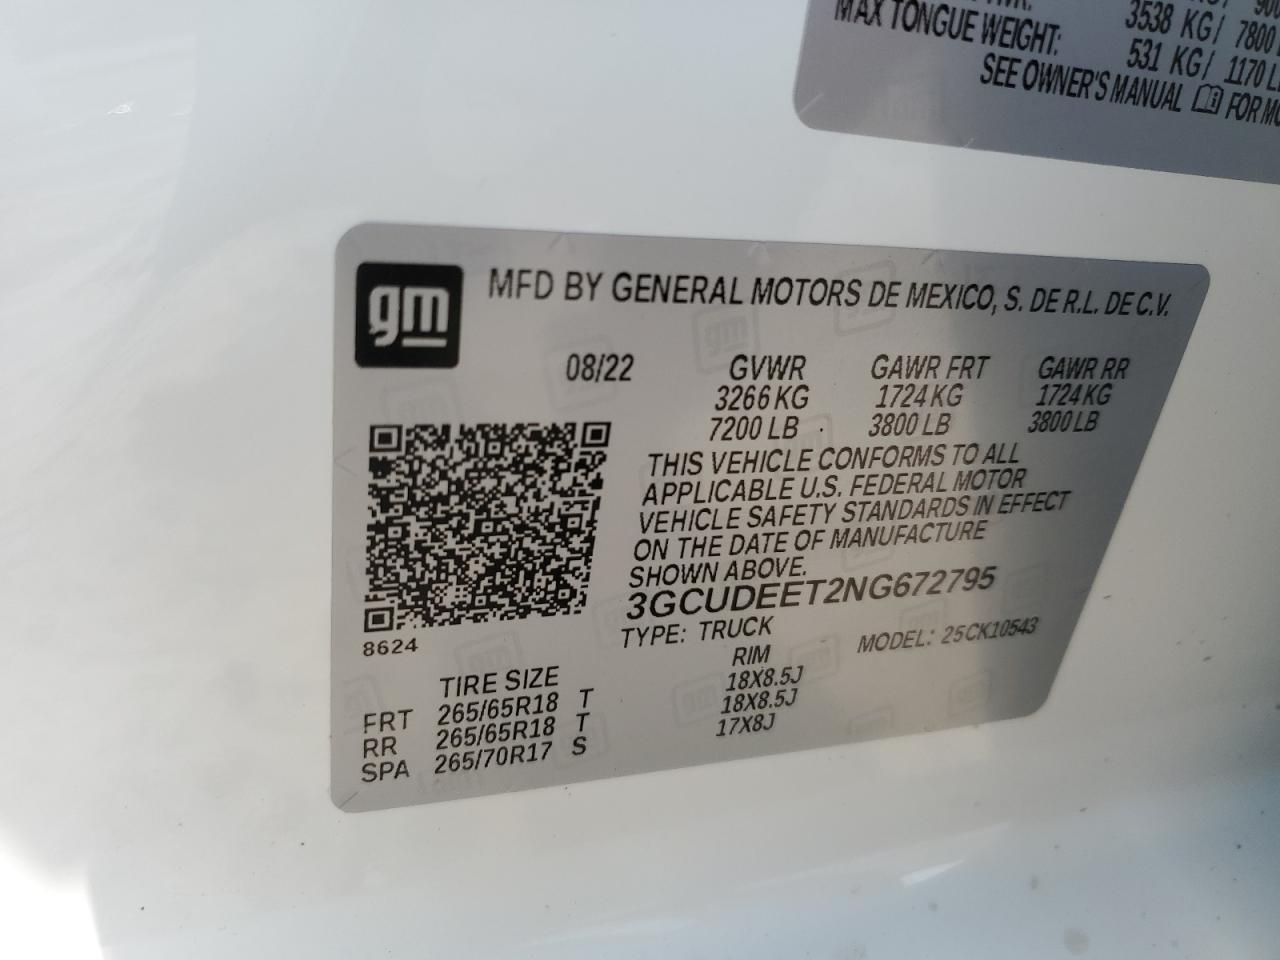 3538 KG/ 7800
MAX TONGUE WEIGHT: 531 KG/ 1170
SEE OWNER'S MANUAL FOR
gm
MFD BY GENERAL MOTORS DE MEXICO, S. DE R.L. DE C.V.
08/22 GVWR GAWR FRT GAWR RR
3266 KG 1724 KG 1724 KG
7200 LB 3800 LB 3800 LB
THIS VEHICLE CONFORMS TO ALL
APPLICABLE U.S. FEDERAL MOTOR
VEHICLE SAFETY STANDARDS IN EFFECT
ON THE DATE OF MANUFACTURE
SHOWN ABOVE.
3GCUDEET2NG672795
8624
TYPE: TRUCK MODEL: 25CK10543
TIRE SIZE RIM
FRT 265/65R18 T 18X8.5J
RR 265/65R18 T 18X8.5J
SPA 265/70R17 S 17X8J